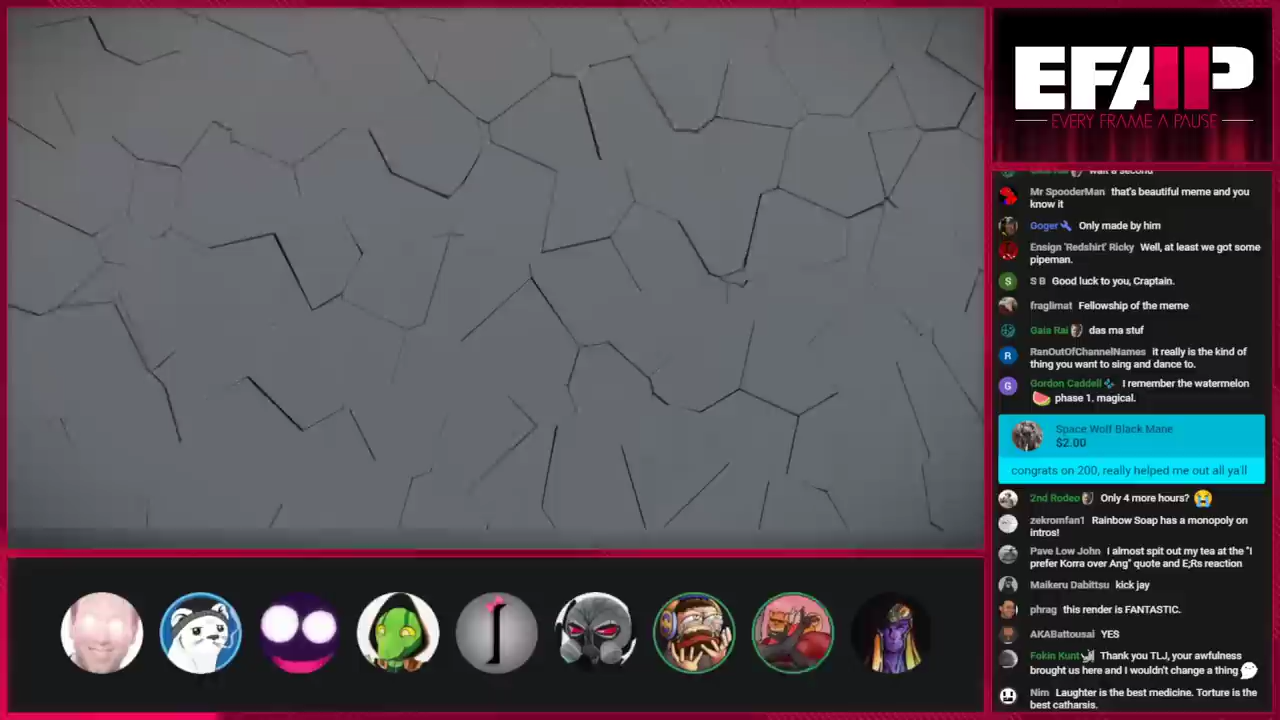 EFAP
EVERY FRAME A PAUSE
wait a second
Mr SpooderMan that's beautiful meme and you
know it
Goger Only made by him
Ensign 'Redshirt' Ricky Well, at least we got some
pipeman.
S
S B Good luck to you, Craptain.
fraglimat Fellowship of the meme
Gaia Rai das ma stuf
R
RanOutOfChannelNames it really is the kind of
thing you want to sing and dance to.
G
Gordon Caddell I remember the watermelon
phase 1. magical.
Space Wolf Black Mane
$2.00
congrats on 200, really helped me out all ya'll
2nd Rodeo Only 4 more hours?
zekromfan1 Rainbow Soap has a monopoly on
intros!
Pave Low John I almost spit out my tea at the "I
prefer Korra over Ang" quote and E;Rs reaction
Maikeru Dabittsu kick jay
phrag this render is FANTASTIC.
AKABattousai YES
Fokin Kunt Thank you TLJ, your awfulness
brought us here and I wouldn't change a thing
Nim Laughter is the best medicine. Torture is the
best catharsis.